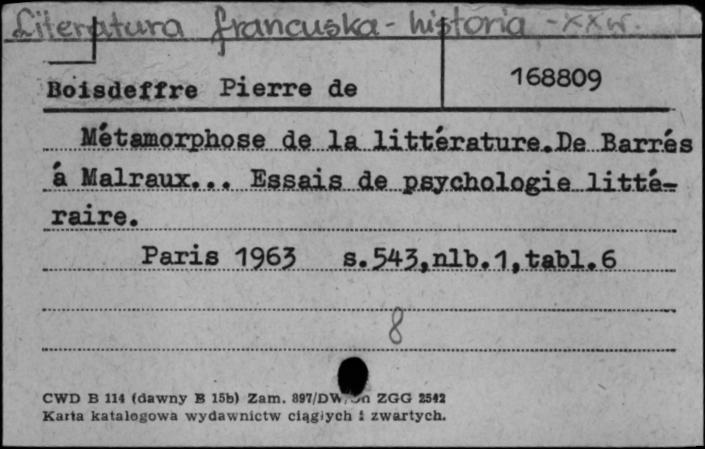 Literatura francuska - historia - XX w.
Boisdeffre Pierre de
168809
Métamorphose de la littérature.De Barrés
á Malraux... Essais de psychologie litté-
raire.
Paris 1963 s.543,nlb.1,tabl.6
8
CWD B 114 (dawny B 15b) Zam. 897/DW ZGG 2542
Karta katalogowa wydawnictw ciągłych i zwartych.